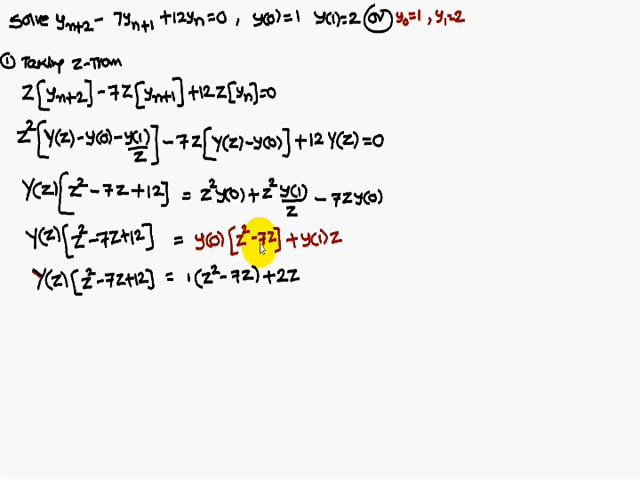 Solve yₙ₊₂ - 7yₙ₊₁ + 12yₙ = 0 , y(0) = 1 y(1) = 2 (or) y₀ = 1 , y₁ = 2
① Taking Z-Tran
Z[yₙ₊₂] - 7Z[yₙ₊₁] + 12Z[yₙ] = 0
z²[Y(z) - y(0) - y(1)/z] - 7z[Y(z) - y(0)] + 12Y(z) = 0
Y(z)[z² - 7z + 12] = z²y(0) + z² y(1)/z - 7zy(0)
Y(z)[z² - 7z + 12] = y(0)[z² - 7z] + y(1)z
Y(z)[z² - 7z + 12] = 1(z² - 7z) + 2z